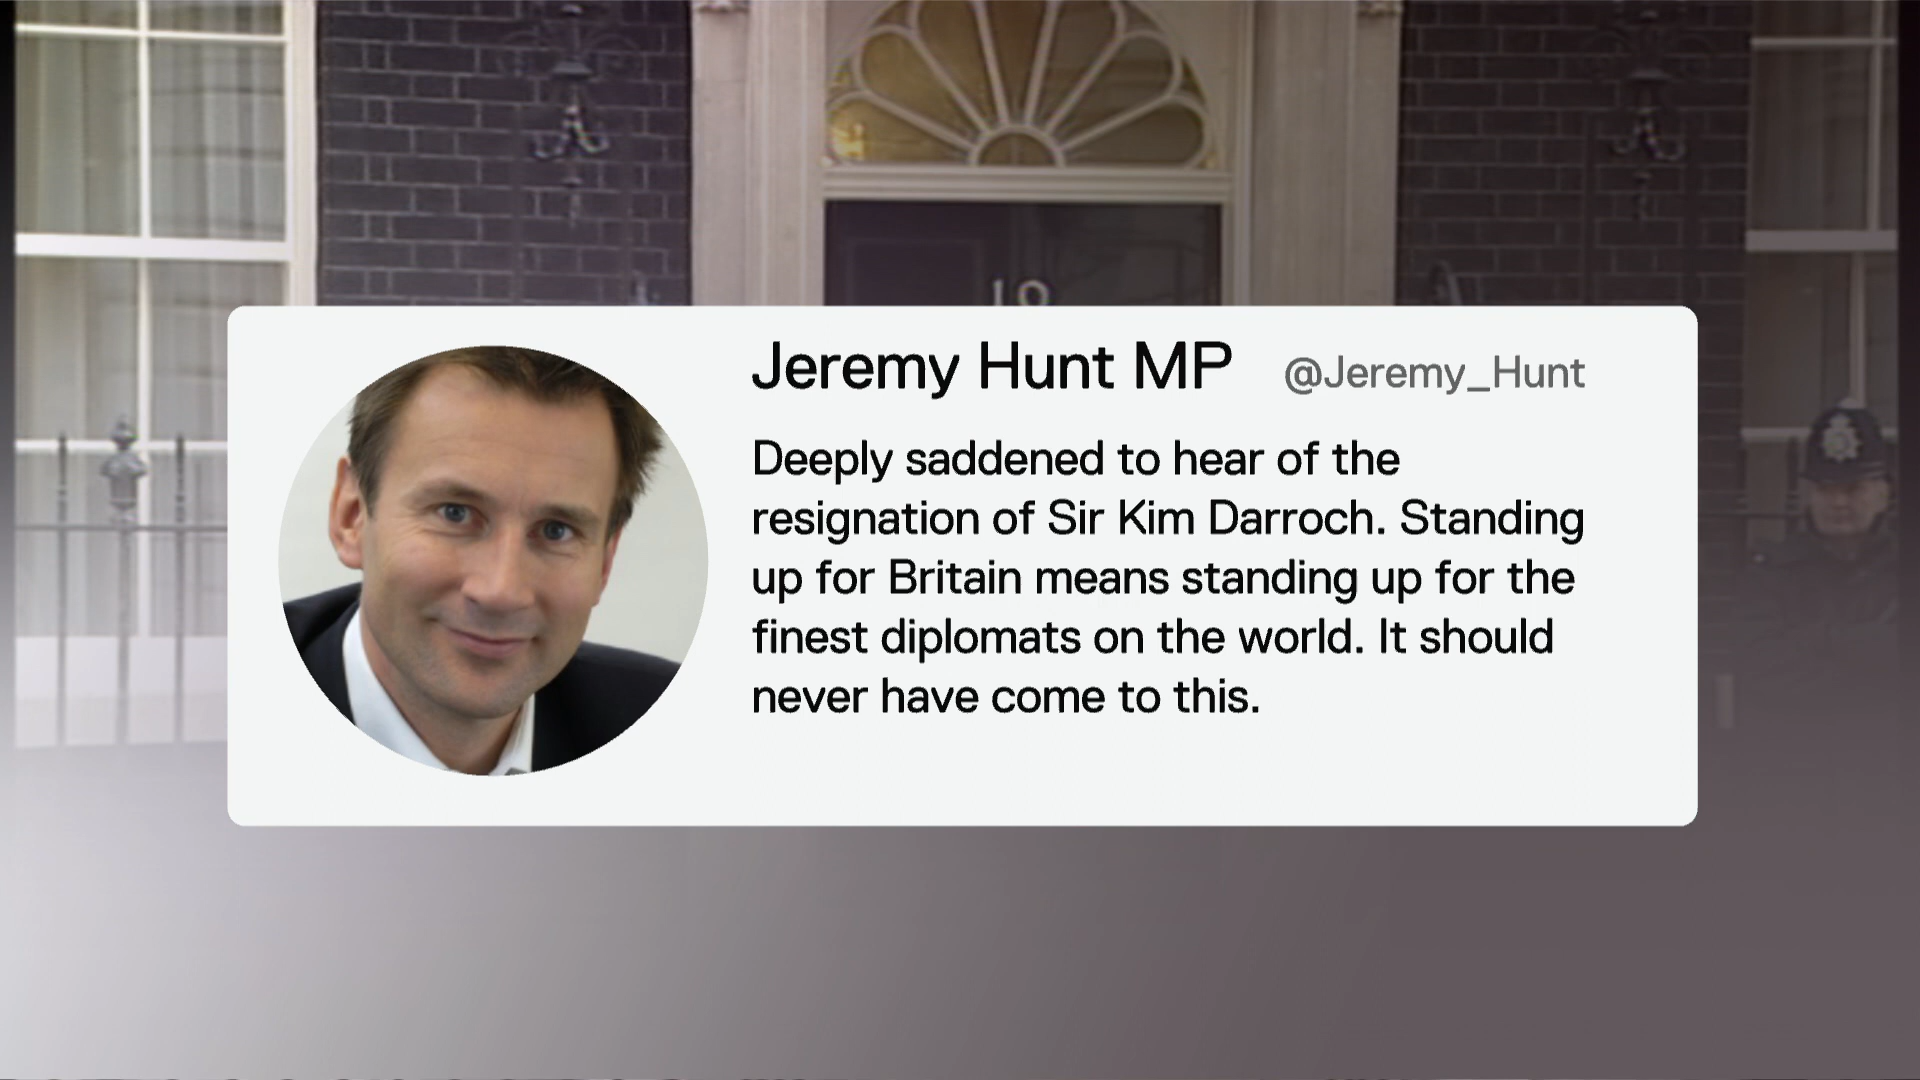 10
Jeremy Hunt MP @Jeremy_Hunt
Deeply saddened to hear of the
resignation of Sir Kim Darroch. Standing
up for Britain means standing up for the
finest diplomats on the world. It should
never have come to this.